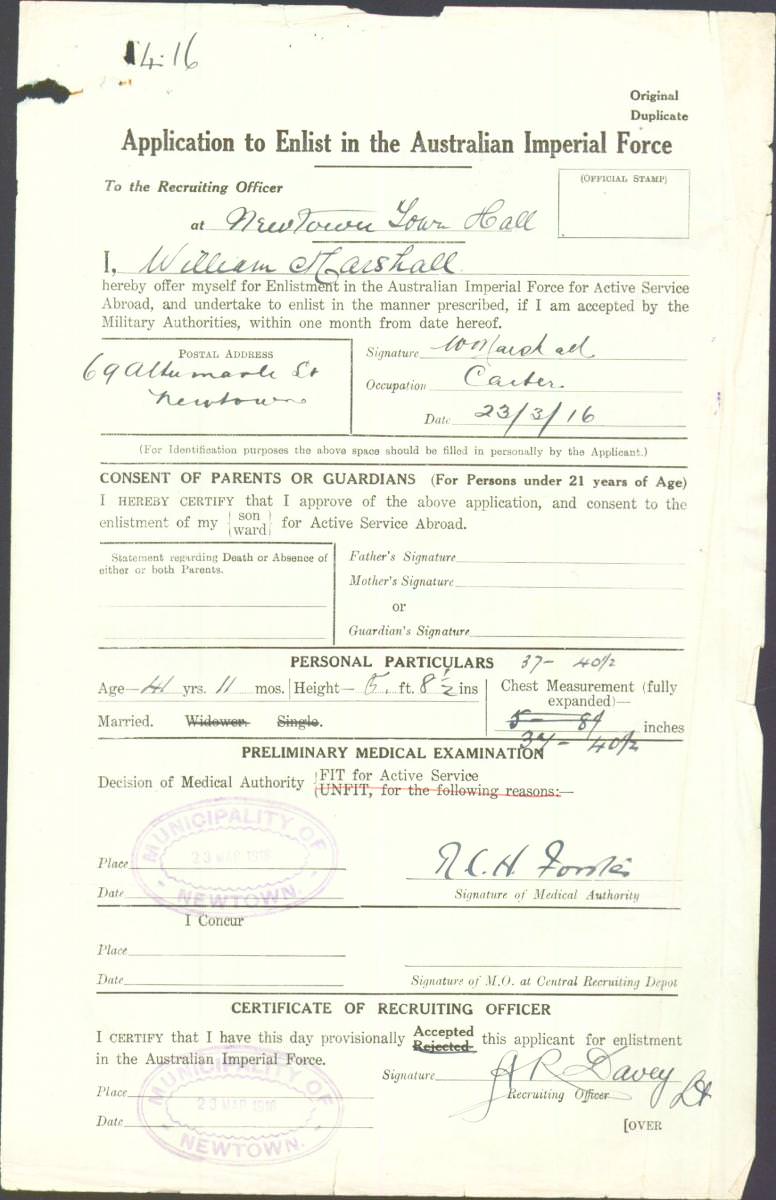 4.16
Original
Duplicate
Application to Enlist in the Australian Imperial Force
(OFFICIAL STAMP)
To the Recruiting Officer
at Newtown Town Hall
I, William Marshall
hereby offer myself for Enlistment in the Australian Imperial Force for Active Service
Abroad, and undertake to enlist in the manner prescribed, if I am accepted by the
Military Authorities, within one month from date hereof.
POSTAL ADDRESS
69 St
Newtown
Signature W Marshall
Occupation Carter.
Date 23/3/16
(For Identification purposes the above space should be filled in personally by the Applicant.)
CONSENT OF PARENTS OR GUARDIANS (For Persons under 21 years of Age)
I HEREBY CERTIFY that I approve of the above application, and consent to the
enlistment of my {son ward} for Active Service Abroad.
Statement regarding Death or Absence of
either or both Parents.
Father's Signature
Mother's Signature
or
Guardian's Signature
PERSONAL PARTICULARS 37- 40½
Age—41 yrs. 11 mos. Height—5 ft. 8½ ins
Chest Measurement (fully
expanded)—
Married. Widower. Single.
inches
37 - 40½
PRELIMINARY MEDICAL EXAMINATION
Decision of Medical Authority {FIT for Active Service
{UNFIT, for the following reasons:—
MUNICIPALITY OF
23 MAR 1916
NEWTOWN.
Place
Date
Signature of Medical Authority
I Concur
Place
Date
Signature of M.O. at Central Recruiting Depot
CERTIFICATE OF RECRUITING OFFICER
I CERTIFY that I have this day provisionally Accepted Rejected this applicant for enlistment
in the Australian Imperial Force.
Signature A R Davey Lt
Recruiting Officer
MUNICIPALITY OF
23 MAR 1916
NEWTOWN.
Place
Date
[OVER